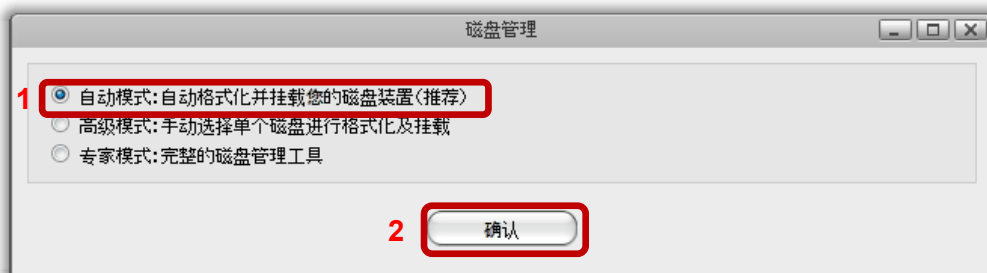 磁盘管理
1 自动模式:自动格式化并挂载您的磁盘装置(推荐)
高级模式:手动选择单个磁盘进行格式化及挂载
专家模式:完整的磁盘管理工具
2 确认